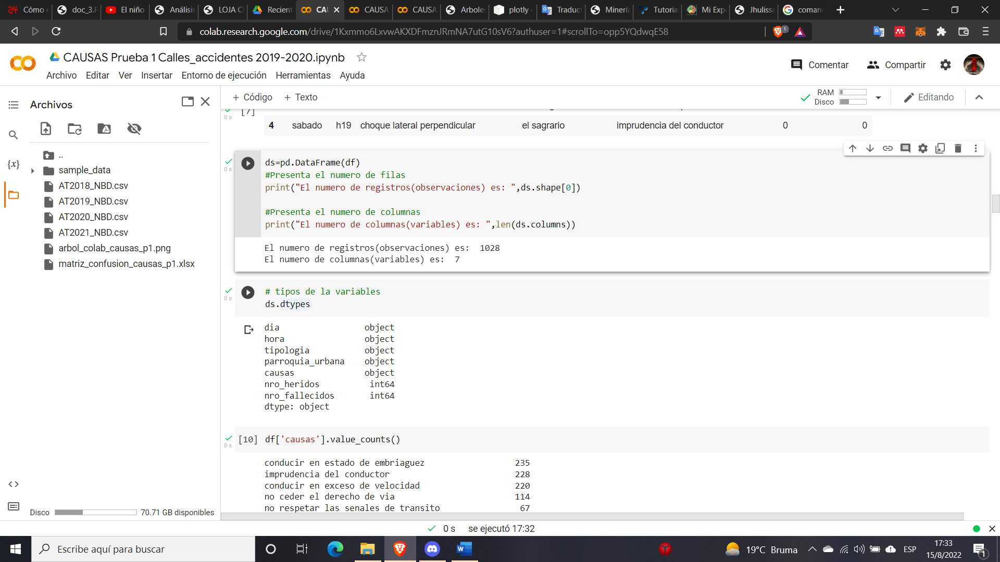 24 Cómo
doc_3.P
El niño
Análisis
LOJA C
Recient
CAU
CAUSA
CAUSA
Arboles
plotly
Traduct
Minería
Tutoria
Mi Exp
Jhulissa
coman
colab.research.google.com/drive/1Kxmmo6LxvwAKXDFmznJRmNA7utG10sV6?authuser=1#scrollTo=opp5YQdwqE58
1
CAUSAS Prueba 1 Calles_accidentes 2019-2020.ipynb
Archivo Editar Ver Insertar Entorno de ejecución Herramientas Ayuda
Comentar
Compartir
Archivos
+ Código + Texto
RAM
Disco
Editando
..
sample_data
AT2018_NBD.csv
AT2019_NBD.csv
AT2020_NBD.csv
AT2021_NBD.csv
arbol_colab_causas_p1.png
matriz_confusion_causas_p1.xlsx
{x}
Disco 70.71 GB disponibles
[7]
0 s
4 sabado h19 choque lateral perpendicular el sagrario imprudencia del conductor 0 0
0 s
ds=pd.DataFrame(df)
#Presenta el numero de filas
print("El numero de registros(observaciones) es: ",ds.shape[0])
#Presenta el numero de columnas
print("El numero de columnas(variables) es: ",len(ds.columns))
El numero de registros(observaciones) es:  1028
El numero de columnas(variables) es:  7
0 s
# tipos de la variables
ds.dtypes
dia object
hora object
tipologia object
parroquia_urbana object
causas object
nro_heridos int64
nro_fallecidos int64
dtype: object
0 s
[10] df['causas'].value_counts()
conducir en estado de embriaguez 235
imprudencia del conductor 228
conducir en exceso de velocidad 220
no ceder el derecho de via 114
no respetar las senales de transito 67
0 s se ejecutó 17:32
Escribe aquí para buscar
19°C Bruma
ESP
17:33
15/8/2022
1